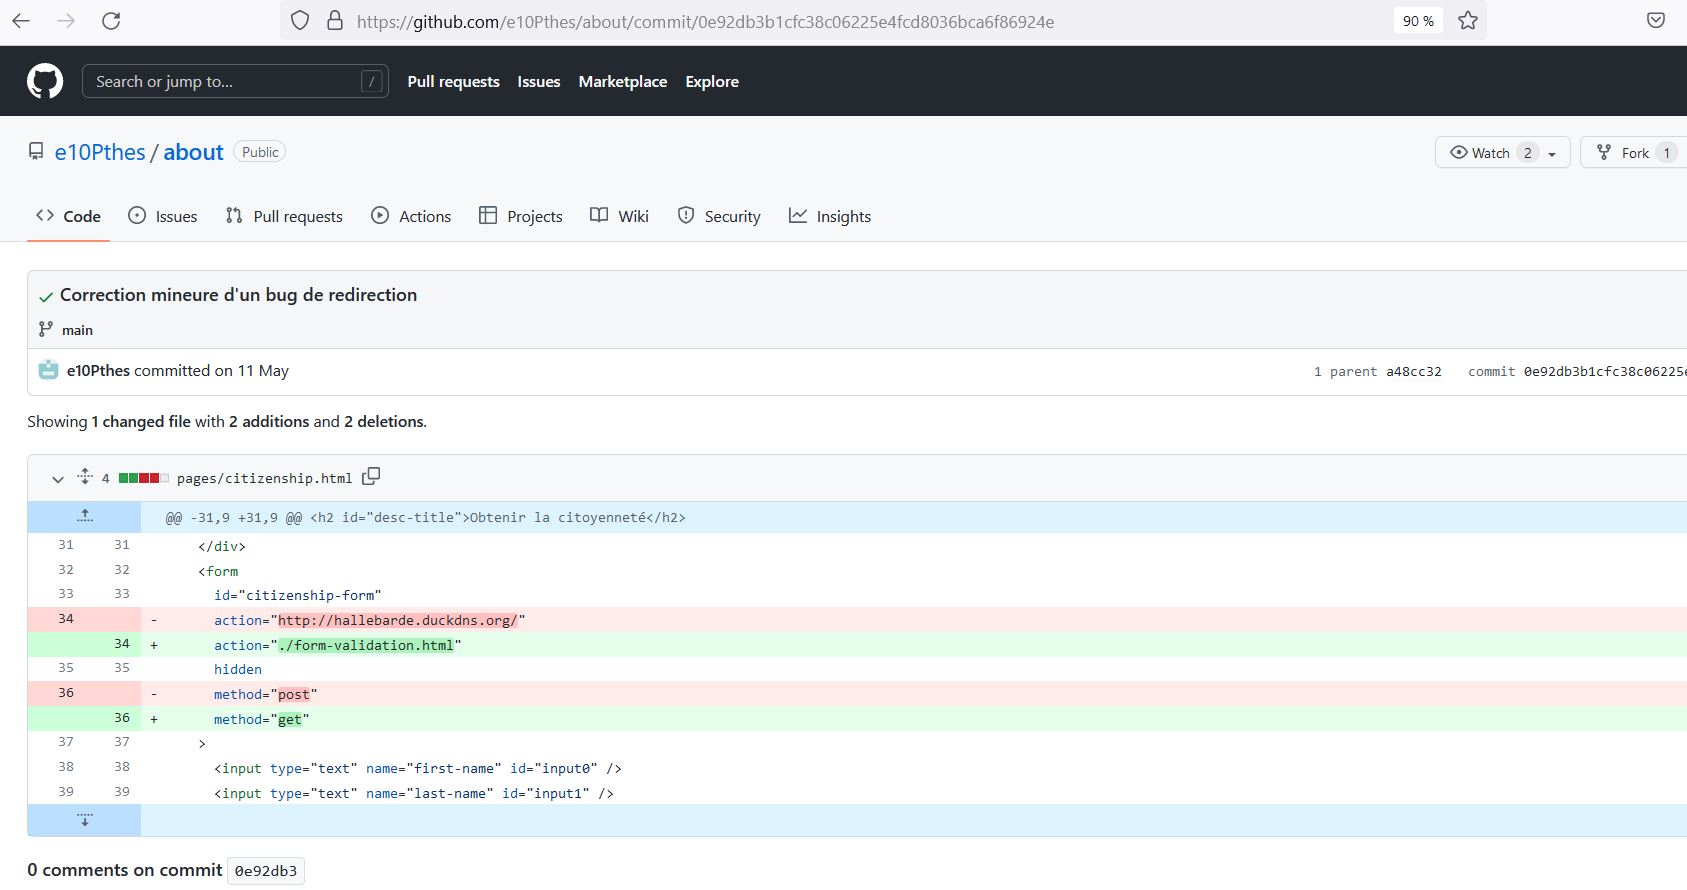 https://github.com/e10Pthes/about/commit/0e92db3b1cfc38c06225e4fcd8036bca6f86924e 90 %
Search or jump to... / Pull requests Issues Marketplace Explore
e10Pthes / about Public Watch 2 Fork 1
Code Issues Pull requests Actions Projects Wiki Security Insights
Correction mineure d'un bug de redirection
main
e10Pthes committed on 11 May 1 parent a48cc32 commit 0e92db3b1cfc38c06225e
Showing 1 changed file with 2 additions and 2 deletions.
4 pages/citizenship.html
@@ -31,9 +31,9 @@ <h2 id="desc-title">Obtenir la citoyenneté</h2>
31 31 </div>
32 32 <form
33 33 id="citizenship-form"
34 - action="http://hallebarde.duckdns.org/"
34 + action="./form-validation.html"
35 35 hidden
36 - method="post"
36 + method="get"
37 37 >
38 38 <input type="text" name="first-name" id="input0" />
39 39 <input type="text" name="last-name" id="input1" />
0 comments on commit 0e92db3